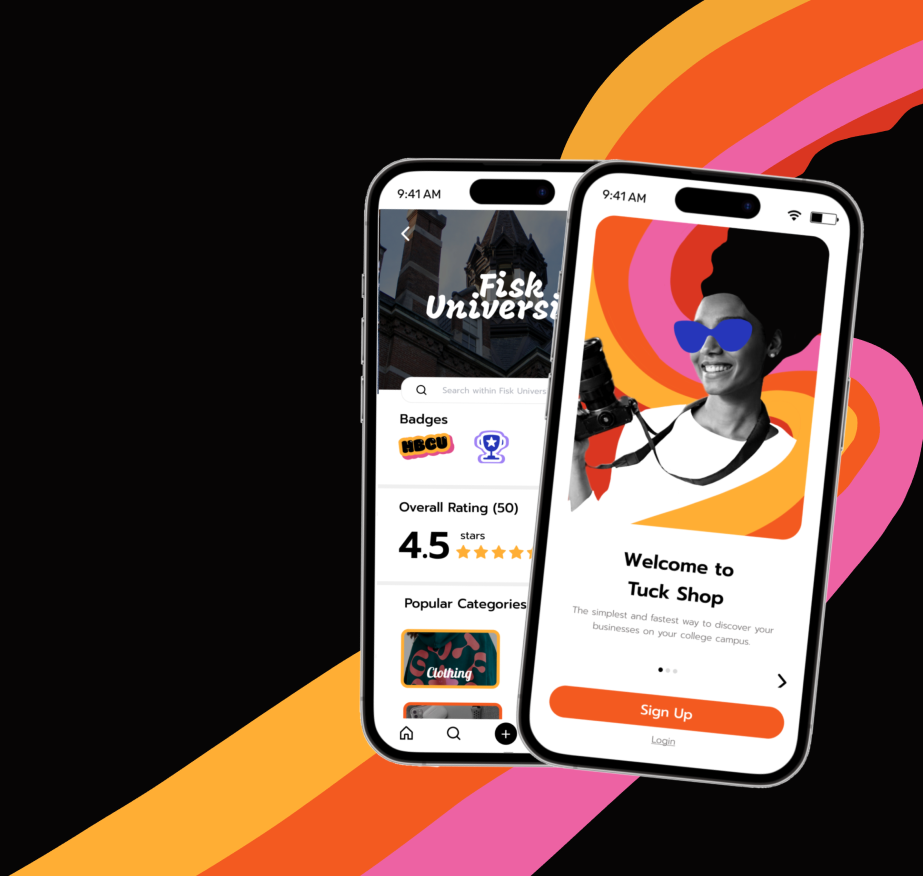 9:41 AM
Fisk
Universi
Search within Fisk Univers
Badges
HBCU
Overall Rating (50)
4.5
stars
Popular Categories
Clothing
9:41 AM
Welcome to
Tuck Shop
The simplest and fastest way to discover your
businesses on your college campus.
Sign Up
Login